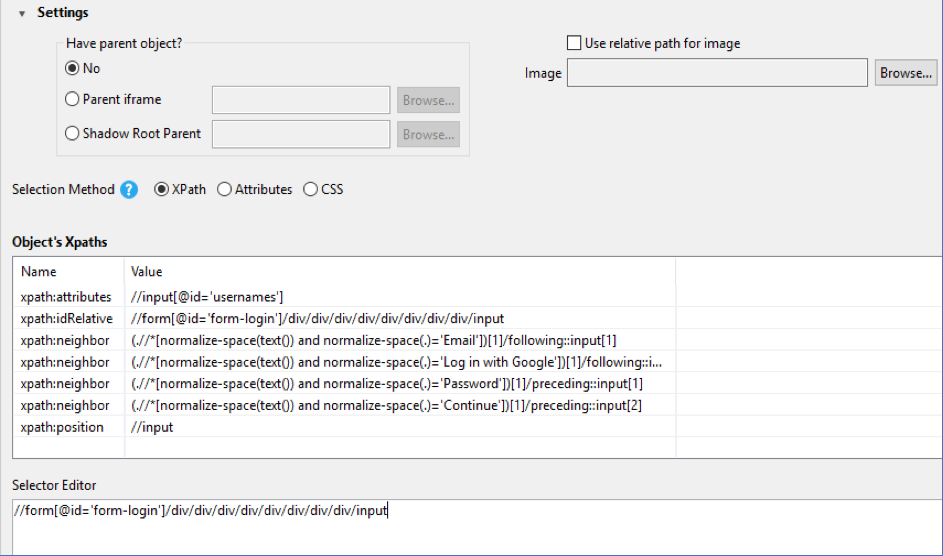 Settings
Have parent object?
No
Parent iframe Browse...
Shadow Root Parent Browse...
Use relative path for image
Image Browse...
Selection Method ? XPath Attributes CSS
Object's Xpaths
Name Value
xpath:attributes //input[@id='usernames']
xpath:idRelative //form[@id='form-login']/div/div/div/div/div/div/div/div/input
xpath:neighbor (.//*[normalize-space(text()) and normalize-space(.)='Email'])[1]/following::input[1]
xpath:neighbor (.//*[normalize-space(text()) and normalize-space(.)='Log in with Google'])[1]/following::i...
xpath:neighbor (.//*[normalize-space(text()) and normalize-space(.)='Password'])[1]/preceding::input[1]
xpath:neighbor (.//*[normalize-space(text()) and normalize-space(.)='Continue'])[1]/preceding::input[2]
xpath:position //input
Selector Editor
//form[@id='form-login']/div/div/div/div/div/div/div/div/input